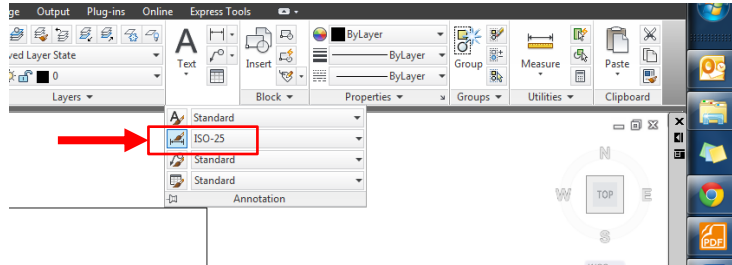 ge Output Plug-ins Online Express Tools
ByLayer
ved Layer State
Text
Insert
ByLayer
Group
Measure
Paste
0
ByLayer
Layers Block Properties Groups Utilities Clipboard
Standard
ISO-25
Standard
Standard
Annotation
N
W TOP E
S
PDF